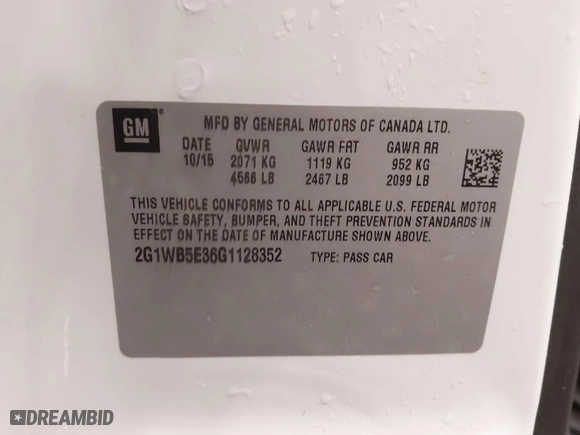 GM
MFD BY GENERAL MOTORS OF CANADA LTD.
DATE GVWR GAWR FRT GAWR RR
10/15 2071 KG 1119 KG 952 KG
4566 LB 2467 LB 2099 LB
THIS VEHICLE CONFORMS TO ALL APPLICABLE U.S. FEDERAL MOTOR
VEHICLE SAFETY, BUMPER, AND THEFT PREVENTION STANDARDS IN
EFFECT ON THE DATE OF MANUFACTURE SHOWN ABOVE.
2G1WB5E36G1128352 TYPE: PASS CAR
DREAMBID